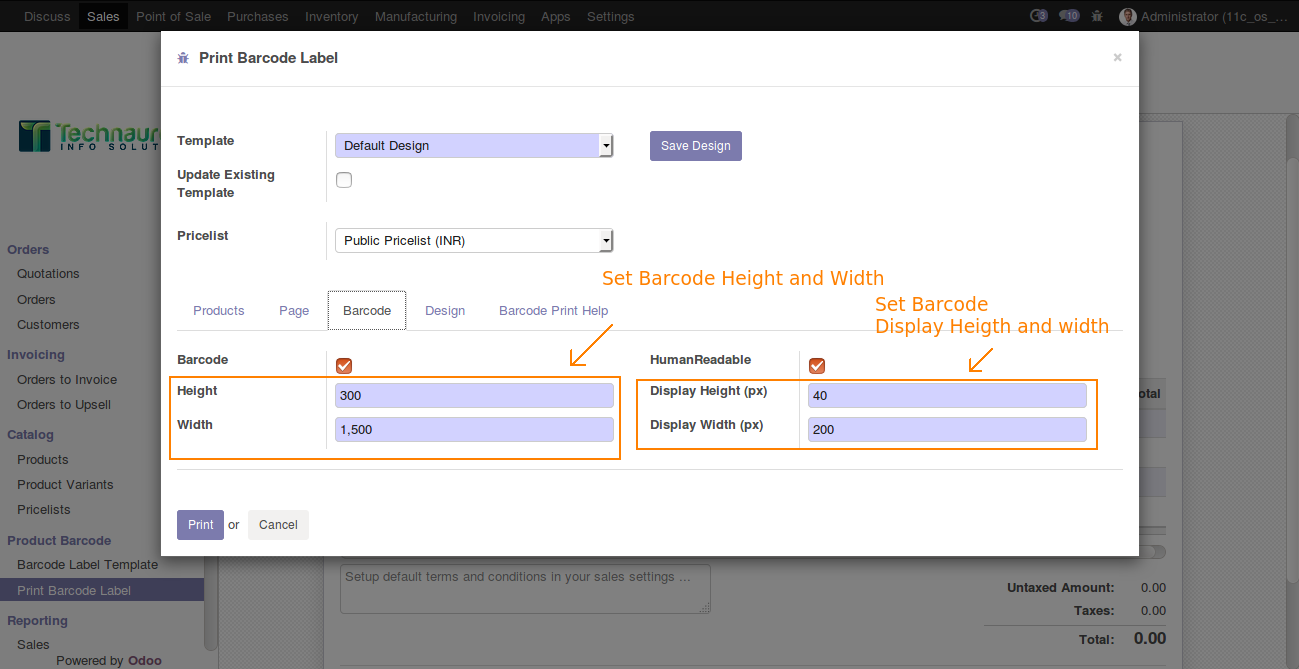 Discuss Sales Point of Sale Purchases Inventory Manufacturing Invoicing Apps Settings 3 10 Administrator (11c_os_...
Print Barcode Label ×
INFO
Template Default Design Save Design
Update Existing
Template
Pricelist Public Pricelist (INR)
Set Barcode Height and Width
Set Barcode
Display Heigth and width
Products Page Barcode Design Barcode Print Help
Barcode HumanReadable
Height 300 Display Height (px) 40
Width 1,500 Display Width (px) 200
Print or Cancel
Orders
Quotations
Orders
Customers
Invoicing
Orders to Invoice
Orders to Upsell
Catalog
Products
Product Variants
Pricelists
Product Barcode
Barcode Label Template
Print Barcode Label
Reporting
Sales
Powered by Odoo
Setup default terms and conditions in your sales settings ...
Untaxed Amount: 0.00
Taxes: 0.00
Total: 0.00